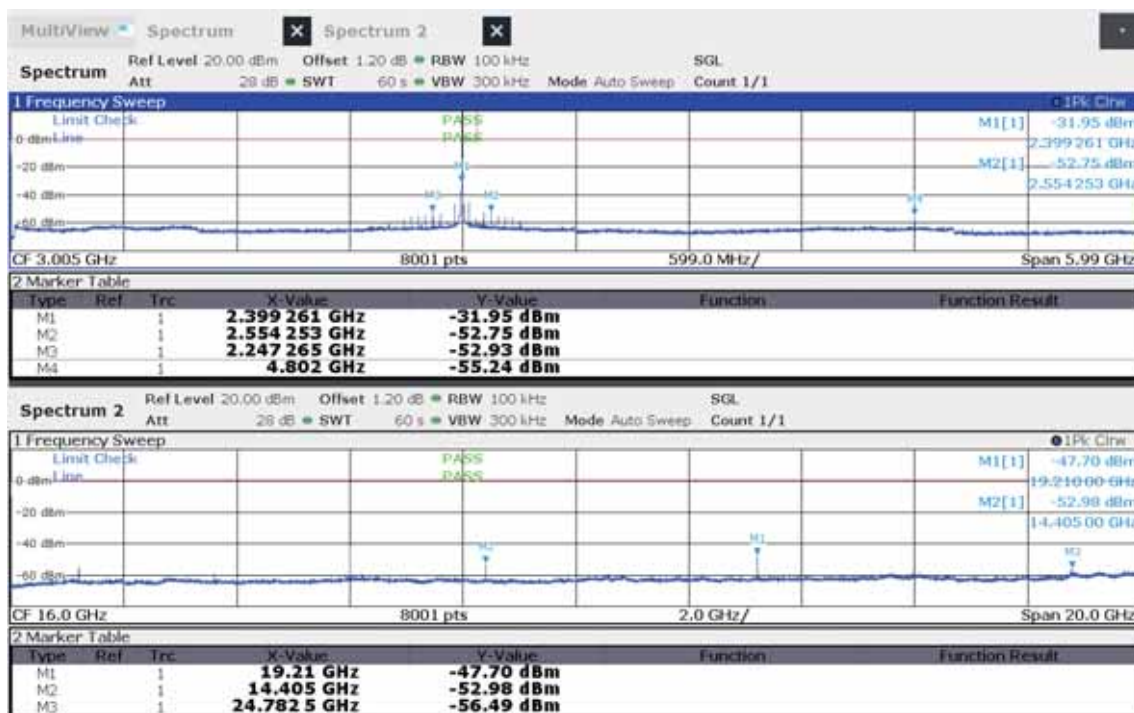 MultiView Spectrum X Spectrum 2 X
Ref Level 20.00 dBm Offset 1.20 dB RBW 100 kHz SGL
Spectrum
Att 28 dB SWT 60 s VBW 300 kHz Mode Auto Sweep Count 1/1
1 Frequency Sweep 1Pk Clrw
Limit Check PASS M1[1] -31.95 dBm
0 dBm Line PASS 2.399 261 GHz
-20 dBm M1 M2[1] -52.75 dBm
2.554 253 GHz
-40 dBm M3 M2 M4
-60 dBm
CF 3.005 GHz 8001 pts 599.0 MHz/ Span 5.99 GHz
2 Marker Table
Type Ref Trc X-Value Y-Value Function Function Result
M1 1 2.399 261 GHz -31.95 dBm
M2 1 2.554 253 GHz -52.75 dBm
M3 1 2.247 265 GHz -52.93 dBm
M4 1 4.802 GHz -55.24 dBm
Ref Level 20.00 dBm Offset 1.20 dB RBW 100 kHz SGL
Spectrum 2
Att 28 dB SWT 60 s VBW 300 kHz Mode Auto Sweep Count 1/1
1 Frequency Sweep 1Pk Clrw
Limit Check PASS M1[1] -47.70 dBm
0 dBm Line PASS 19.210 00 GHz
-20 dBm M2[1] -52.98 dBm
14.405 00 GHz
-40 dBm M2 M1 M3
-60 dBm
CF 16.0 GHz 8001 pts 2.0 GHz/ Span 20.0 GHz
2 Marker Table
Type Ref Trc X-Value Y-Value Function Function Result
M1 1 19.21 GHz -47.70 dBm
M2 1 14.405 GHz -52.98 dBm
M3 1 24.782 5 GHz -56.49 dBm